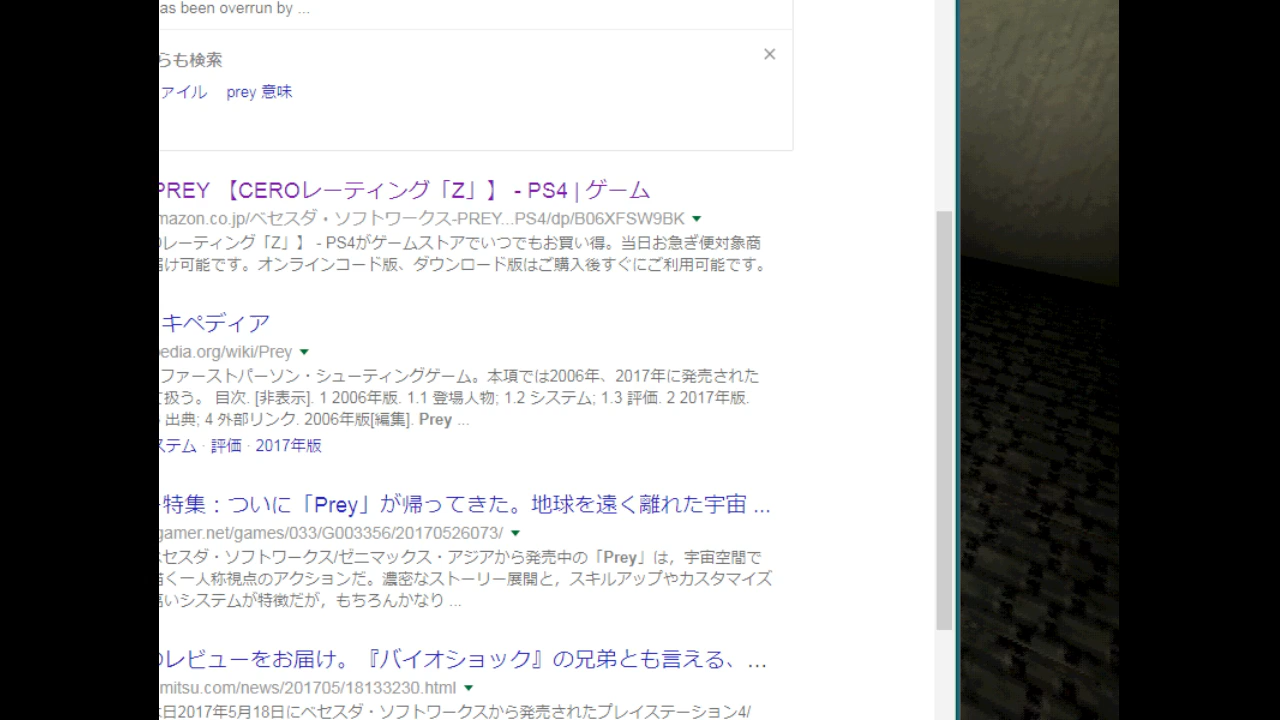 as been overrun by ...
らも検索
ァイル prey 意味
PREY 【CEROレーティング「Z」】 - PS4 | ゲーム
mazon.co.jp/ベセスダ・ソフトワークス-PREY...PS4/dp/B06XFSW9BK
のレーティング「Z」】 - PS4がゲームストアでいつでもお買い得。当日お急ぎ便対象商
届け可能です。オンラインコード版、ダウンロード版はご購入後すぐにご利用可能です。
キペディア
edia.org/wiki/Prey
ファーストパーソン・シューティングゲーム。本項では2006年、2017年に発売された
て扱う。 目次. [非表示]. 1 2006年版. 1.1 登場人物; 1.2 システム; 1.3 評価. 2 2017年版.
出典; 4 外部リンク. 2006年版[編集]. Prey ...
ステム · 評価 · 2017年版
特集：ついに「Prey」が帰ってきた。地球を遠く離れた宇宙 ...
gamer.net/games/033/G003356/20170526073/
ベセスダ・ソフトワークス/ゼニマックス・アジアから発売中の「Prey」は，宇宙空間で
描く一人称視点のアクションだ。濃密なストーリー展開と，スキルアップやカスタマイズ
高いシステムが特徴だが，もちろんかなり ...
のレビューをお届け。『バイオショック』の兄弟とも言える、...
mitsu.com/news/201705/18133230.html
日2017年5月18日にベセスダ・ソフトワークスから発売されたプレイステーション4/